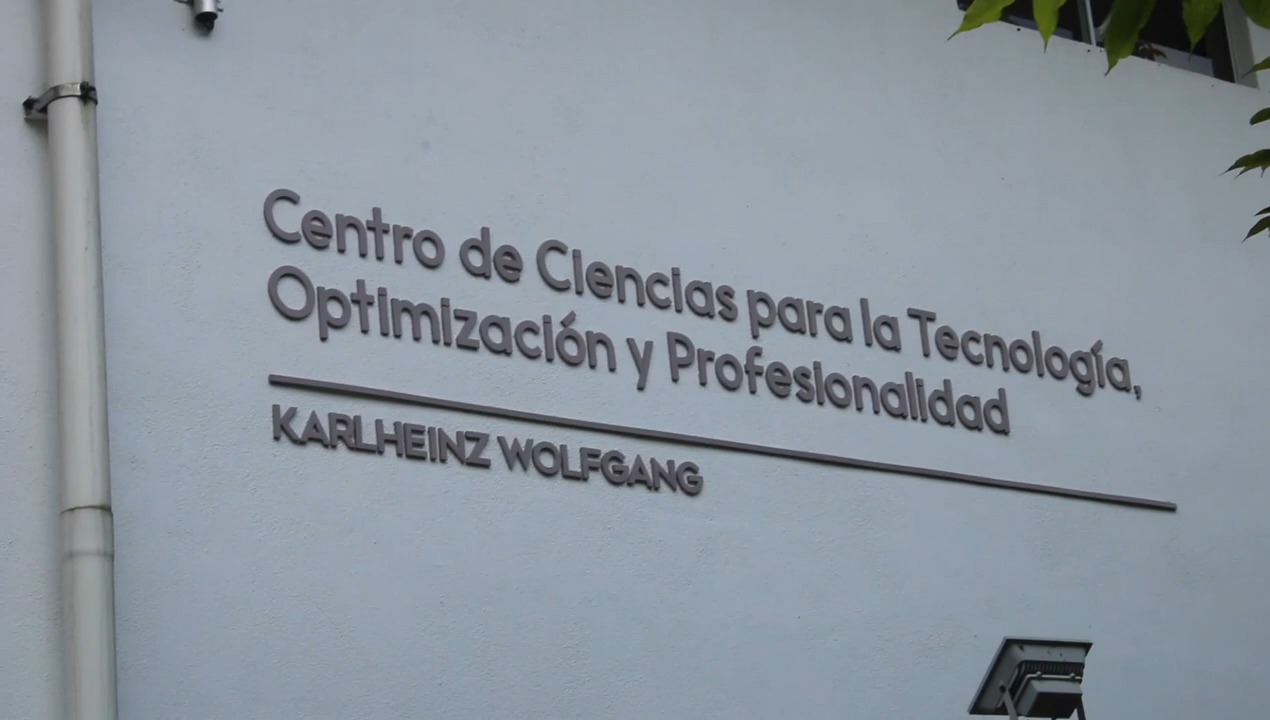 Centro de Ciencias para la Tecnología,
Optimización y Profesionalidad
KARLHEINZ WOLFGANG